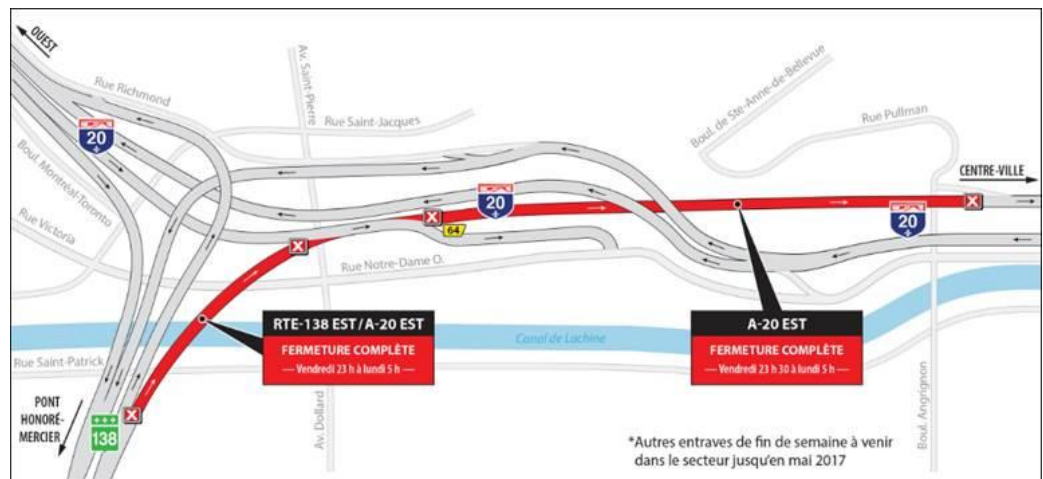 OUEST
Rue Richmond
Av. Saint-Pierre
Rue Saint-Jacques
Boul. de Ste-Anne-de-Bellevue
Rue Pullman
20
Boul. Montréal-Toronto
CENTRE-VILLE
20
20
64
Rue Victoria
Rue Notre-Dame O.
RTE-138 EST / A-20 EST
FERMETURE COMPLÈTE
— Vendredi 23 h à lundi 5 h —
A-20 EST
FERMETURE COMPLÈTE
— Vendredi 23 h 30 à lundi 5 h —
Canal de Lachine
Rue Saint-Patrick
PONT
HONORÉ-
MERCIER
138
Av. Dollard
Boul. Angrignon
*Autres entraves de fin de semaine à venir
dans le secteur jusqu'en mai 2017